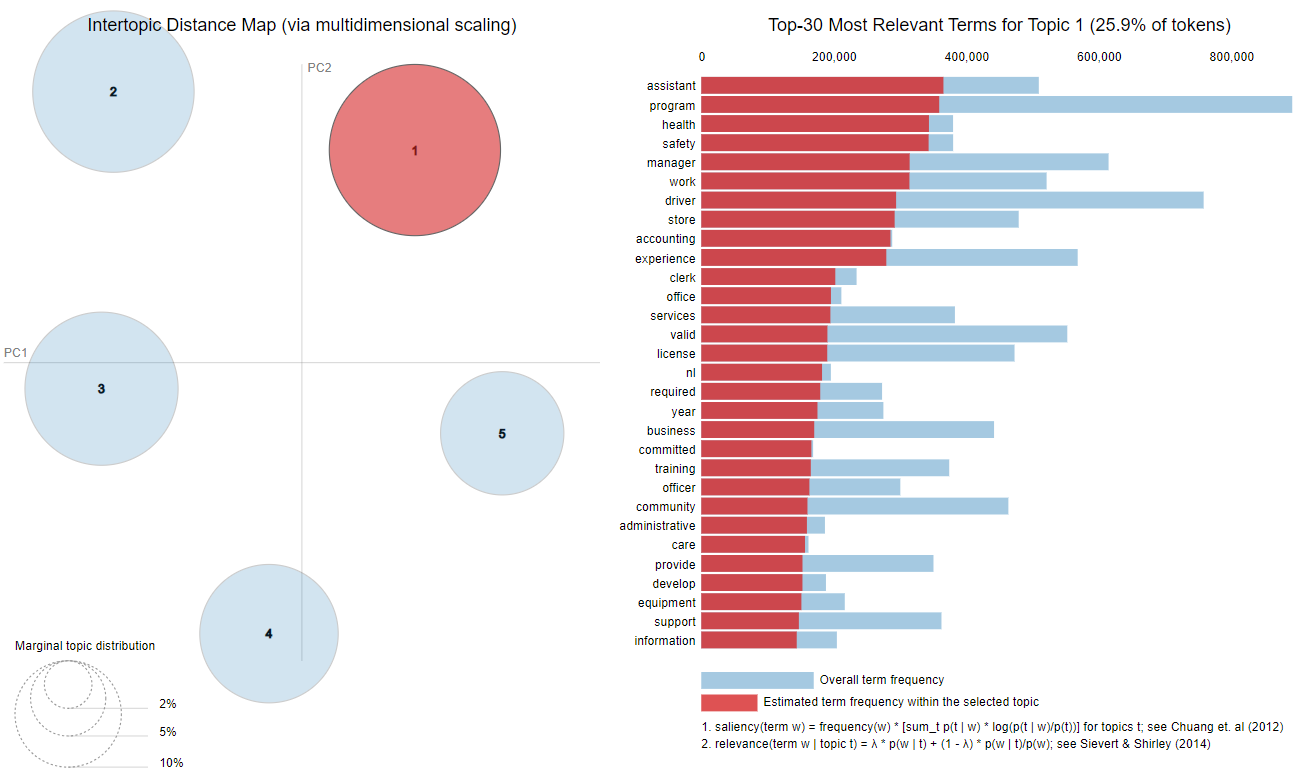 Intertopic Distance Map (via multidimensional scaling)
PC2
PC1
2
1
3
5
4
Marginal topic distribution
2%
5%
10%
Top-30 Most Relevant Terms for Topic 1 (25.9% of tokens)
0 200,000 400,000 600,000 800,000
assistant
program
health
safety
manager
work
driver
store
accounting
experience
clerk
office
services
valid
license
nl
required
year
business
committed
training
officer
community
administrative
care
provide
develop
equipment
support
information
Overall term frequency
Estimated term frequency within the selected topic
1. saliency(term w) = frequency(w) * [sum_t p(t | w) * log(p(t | w)/p(t))] for topics t; see Chuang et. al (2012)
2. relevance(term w | topic t) = λ * p(w | t) + (1 - λ) * p(w | t)/p(w); see Sievert & Shirley (2014)